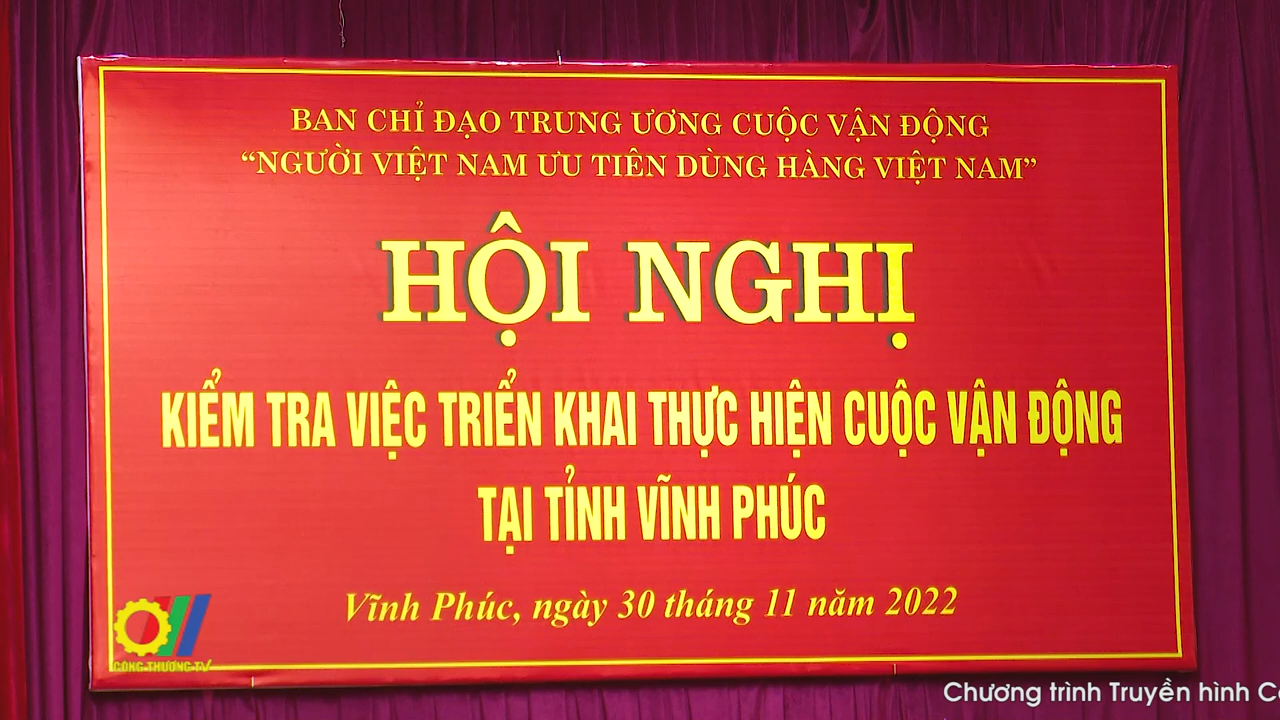 BAN CHỈ ĐẠO TRUNG ƯƠNG CUỘC VẬN ĐỘNG
“NGƯỜI VIỆT NAM ƯU TIÊN DÙNG HÀNG VIỆT NAM”
HỘI NGHỊ
KIỂM TRA VIỆC TRIỂN KHAI THỰC HIỆN CUỘC VẬN ĐỘNG
TẠI TỈNH VĨNH PHÚC
Vĩnh Phúc, ngày 30 tháng 11 năm 2022
CÔNG THƯƠNG TV
Chương trình Truyền hình